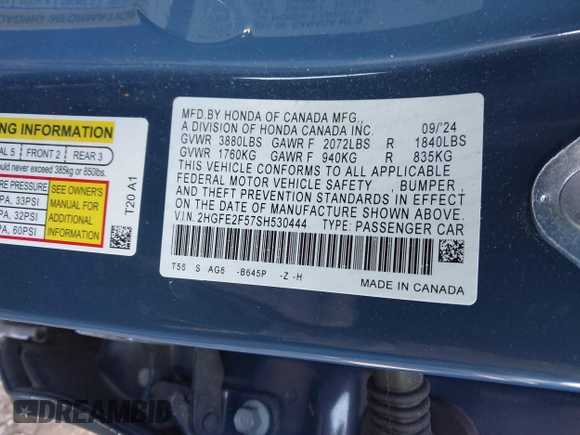 ING INFORMATION
AL 5 FRONT 2 REAR 3
ould never exceed 385kg or 850lbs.
E PRESSURE
PA, 33PSI
PA, 32PSI
PA, 60PSI
SEE OWNER'S
MANUAL FOR
ADDITIONAL
INFORMATION
T20 A1
MFD.BY HONDA OF CANADA MFG.,
A DIVISION OF HONDA CANADA INC. 09/'24
GVWR 3880LBS GAWR F 2072LBS R 1840LBS
GVWR 1760KG GAWR F 940KG R 835KG
THIS VEHICLE CONFORMS TO ALL APPLICABLE
FEDERAL MOTOR VEHICLE SAFETY , BUMPER ,
AND THEFT PREVENTION STANDARDS IN EFFECT
ON THE DATE OF MANUFACTURE SHOWN ABOVE.
V.I.N. 2HGFE2F57SH530444 TYPE: PASSENGER CAR
T56 S AG6 -B645P -Z -H
MADE IN CANADA
DREAMBID